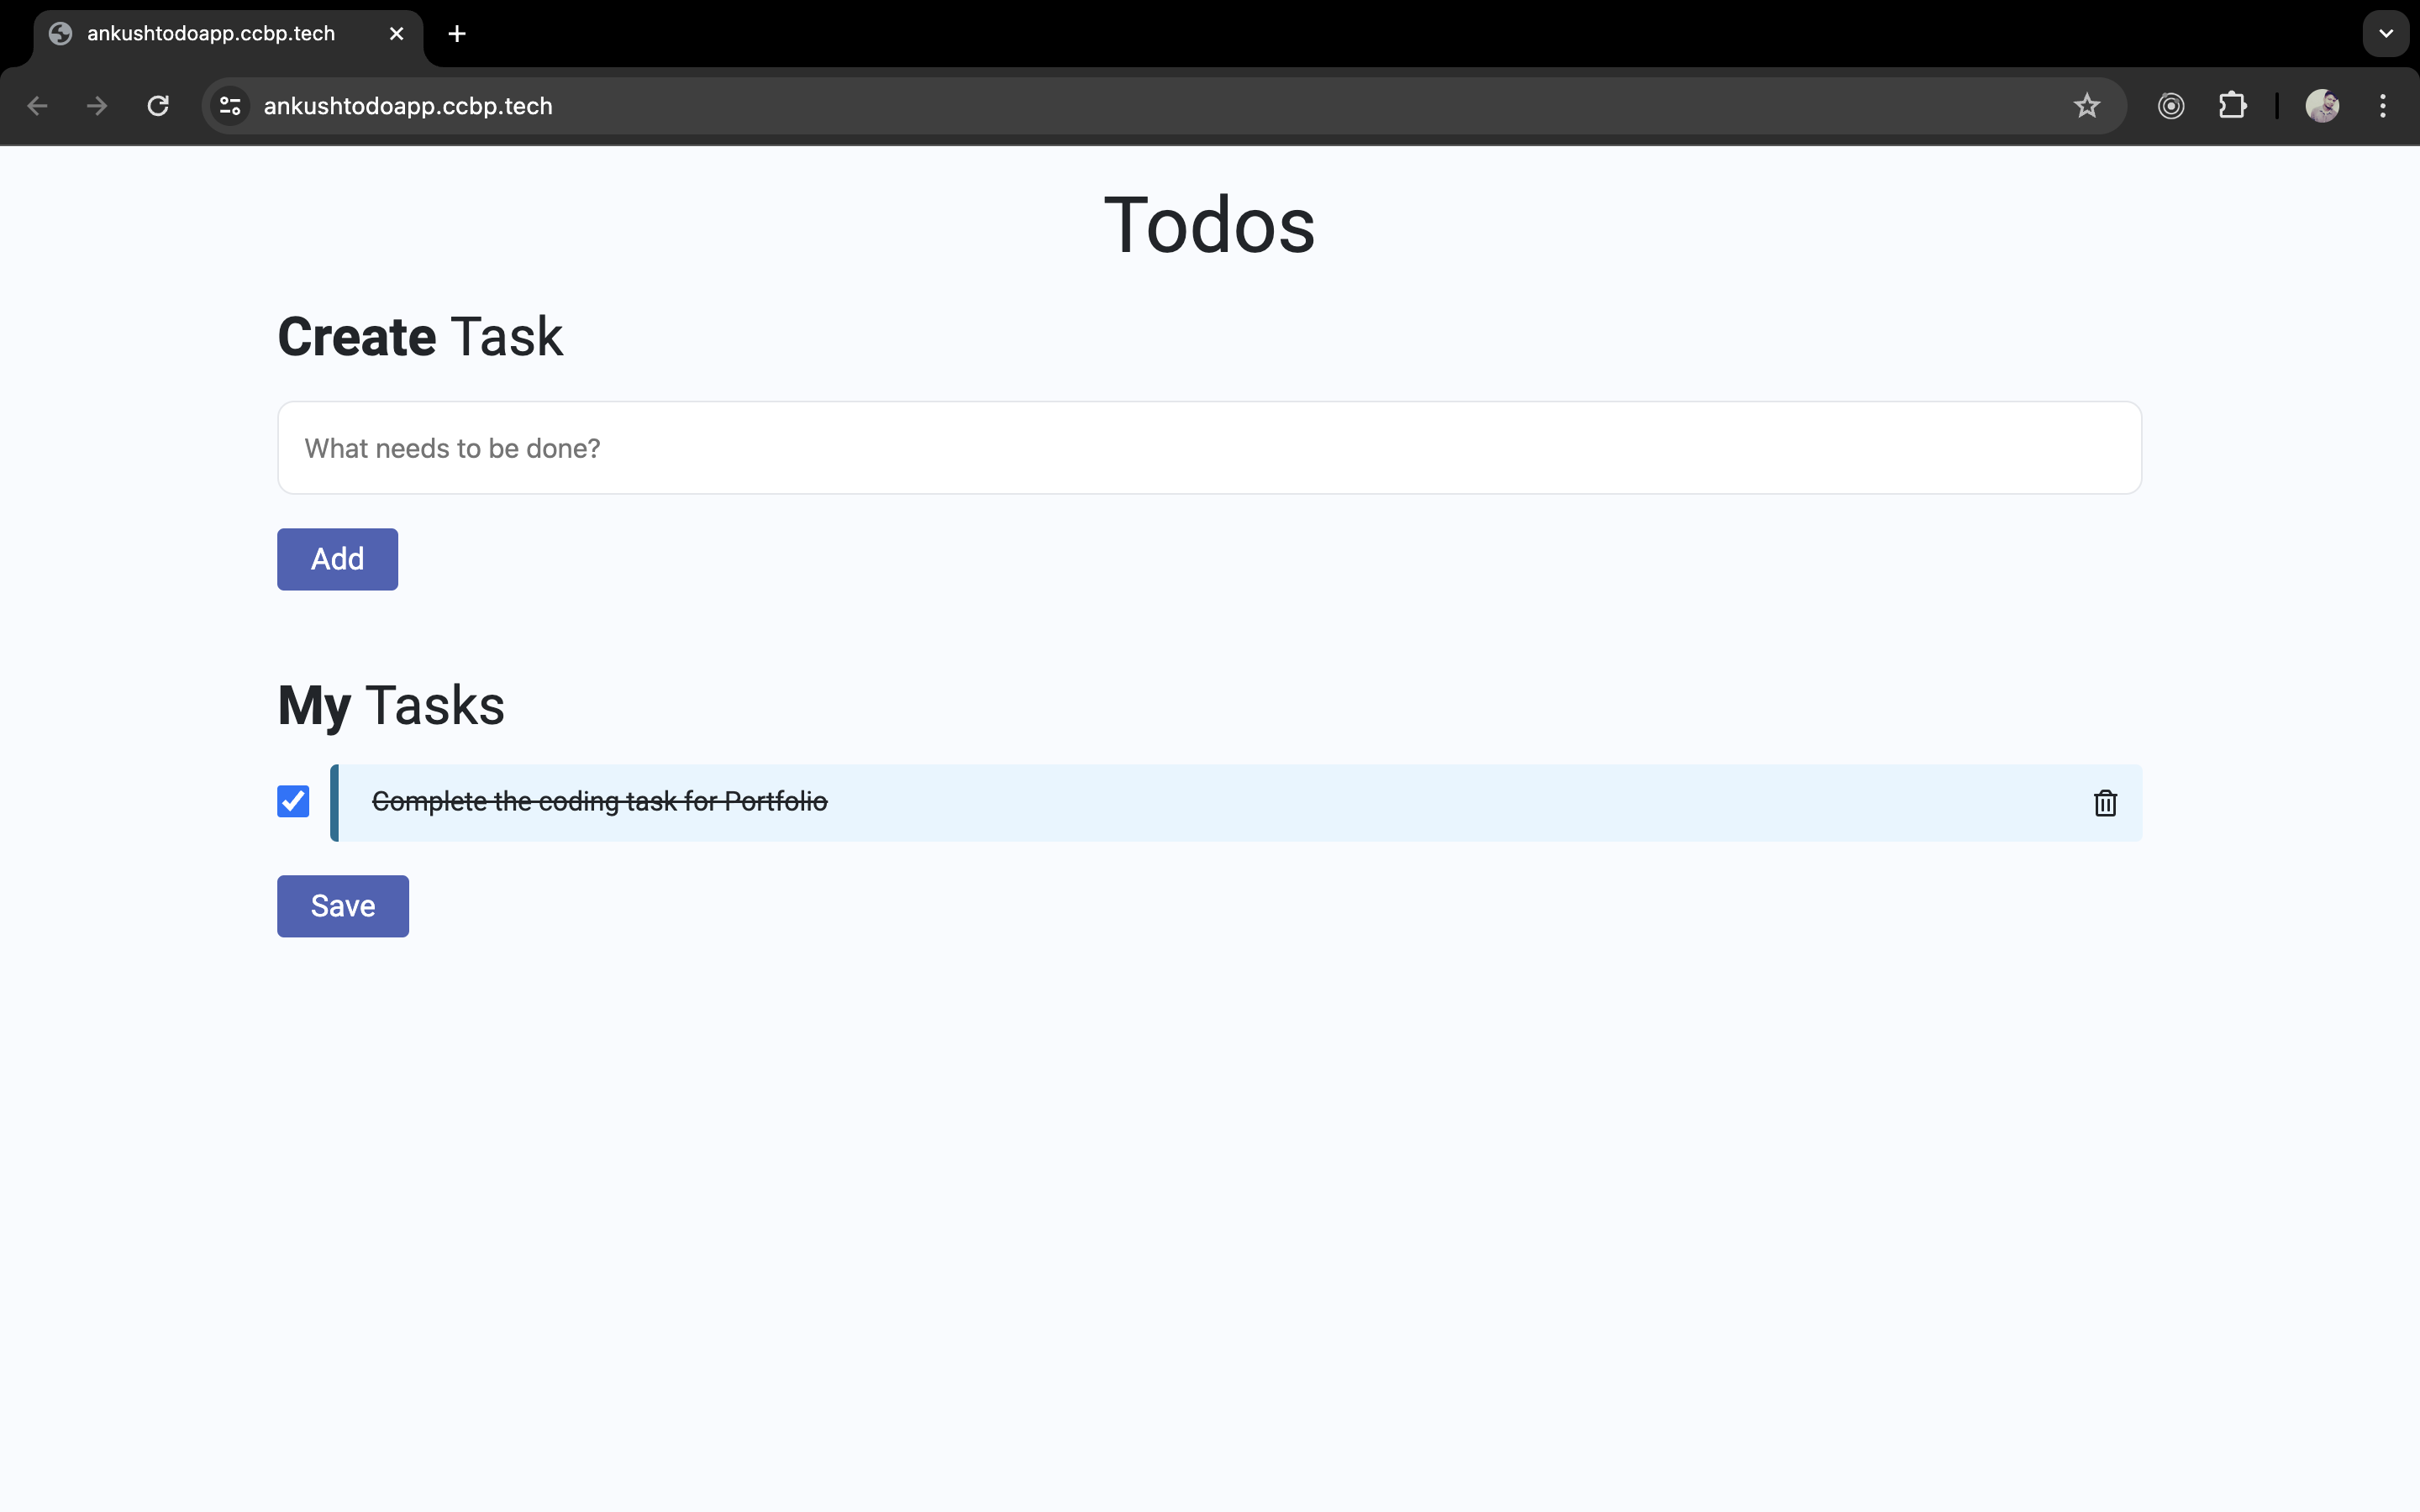 ankushtodoapp.ccbp.tech
ankushtodoapp.ccbp.tech
Todos
Create Task
What needs to be done?
Add
My Tasks
Complete the coding task for Portfolio
Save